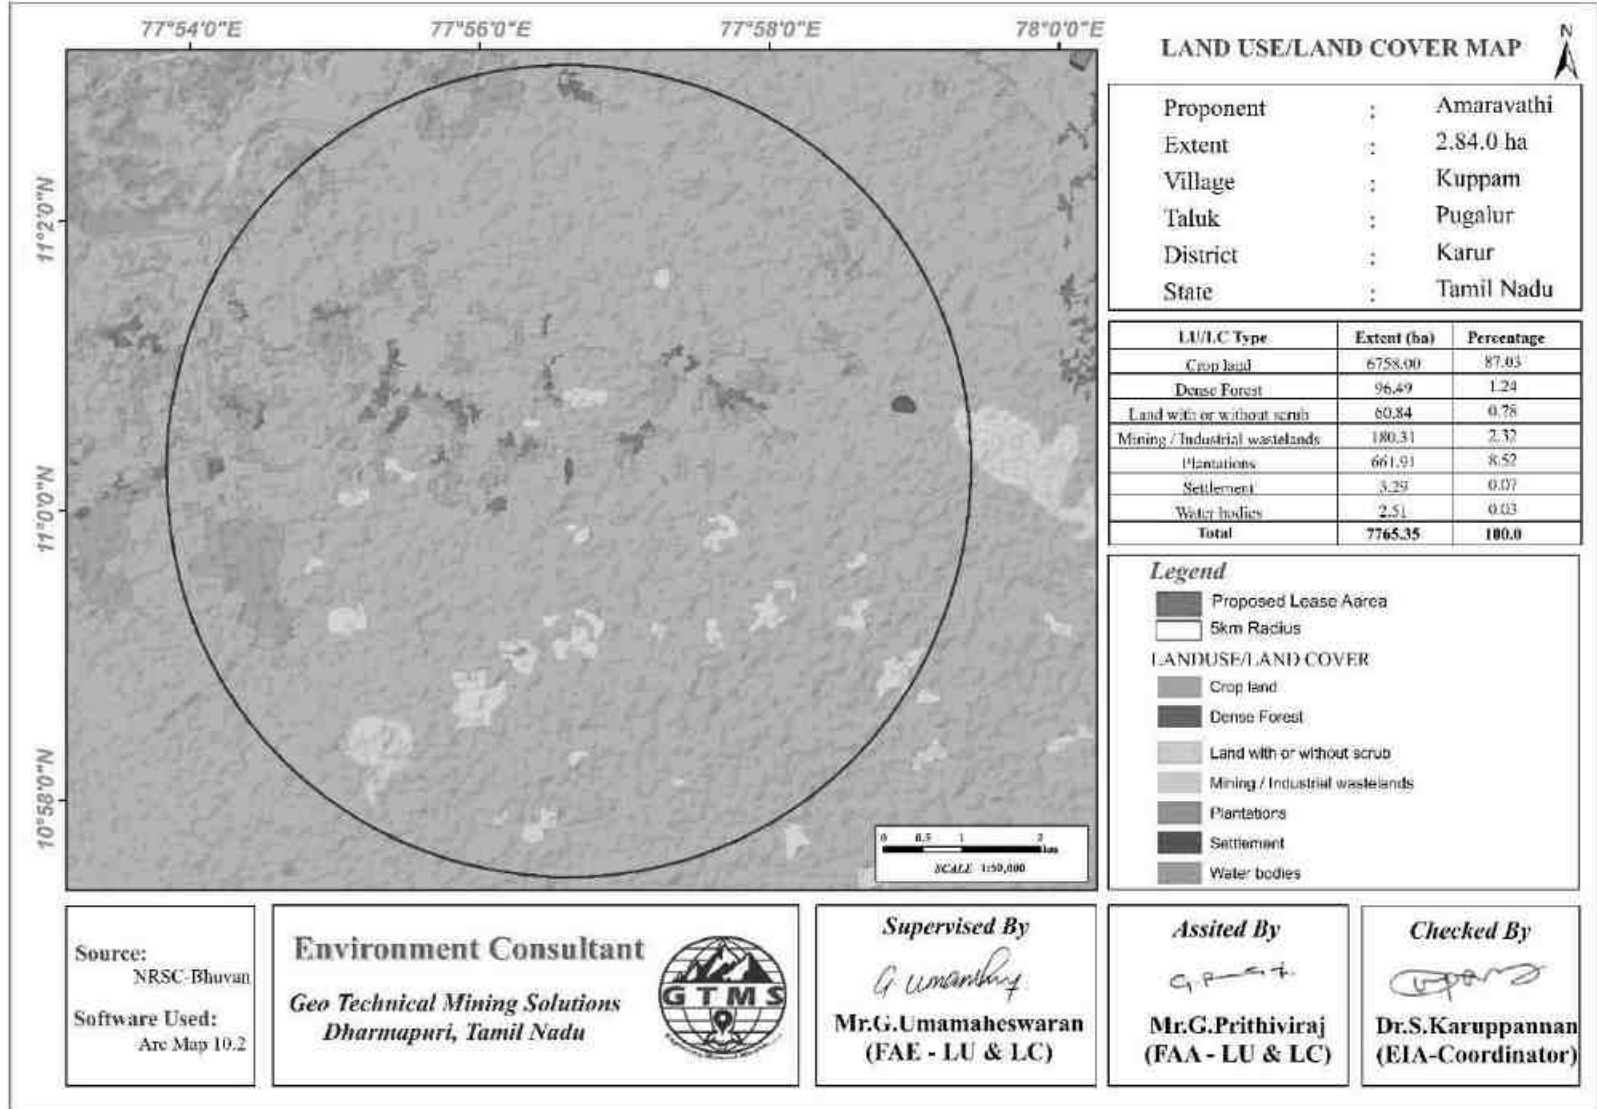 77°54'0"E 77°56'0"E 77°58'0"E 78°0'0"E
11°2'0"N
11°0'0"N
10°58'0"N
0 0.5 1 2
km
SCALE 1:50,000
LAND USE/LAND COVER MAP
N
Proponent : Amaravathi
Extent : 2.84.0 ha
Village : Kuppam
Taluk : Pugalur
District : Karur
State : Tamil Nadu
LU/LC Type Extent (ha) Percentage
Crop land 6758.00 87.03
Dense Forest 96.49 1.24
Land with or without scrub 60.84 0.78
Mining / Industrial wastelands 180.31 2.32
Plantations 661.91 8.52
Settlement 3.29 0.07
Water bodies 2.51 0.03
Total 7765.35 100.0
Legend
Proposed Lease Aarea
5km Radius
LANDUSE/LAND COVER
Crop land
Dense Forest
Land with or without scrub
Mining / Industrial wastelands
Plantations
Settlement
Water bodies
Source:
NRSC-Bhuvan
Software Used:
Arc Map 10.2
Environment Consultant
Geo Technical Mining Solutions
Dharmapuri, Tamil Nadu
GTMS
Supervised By
Mr.G.Umamaheswaran
(FAE - LU & LC)
Assited By
Mr.G.Prithiviraj
(FAA - LU & LC)
Checked By
Dr.S.Karuppannan
(EIA-Coordinator)